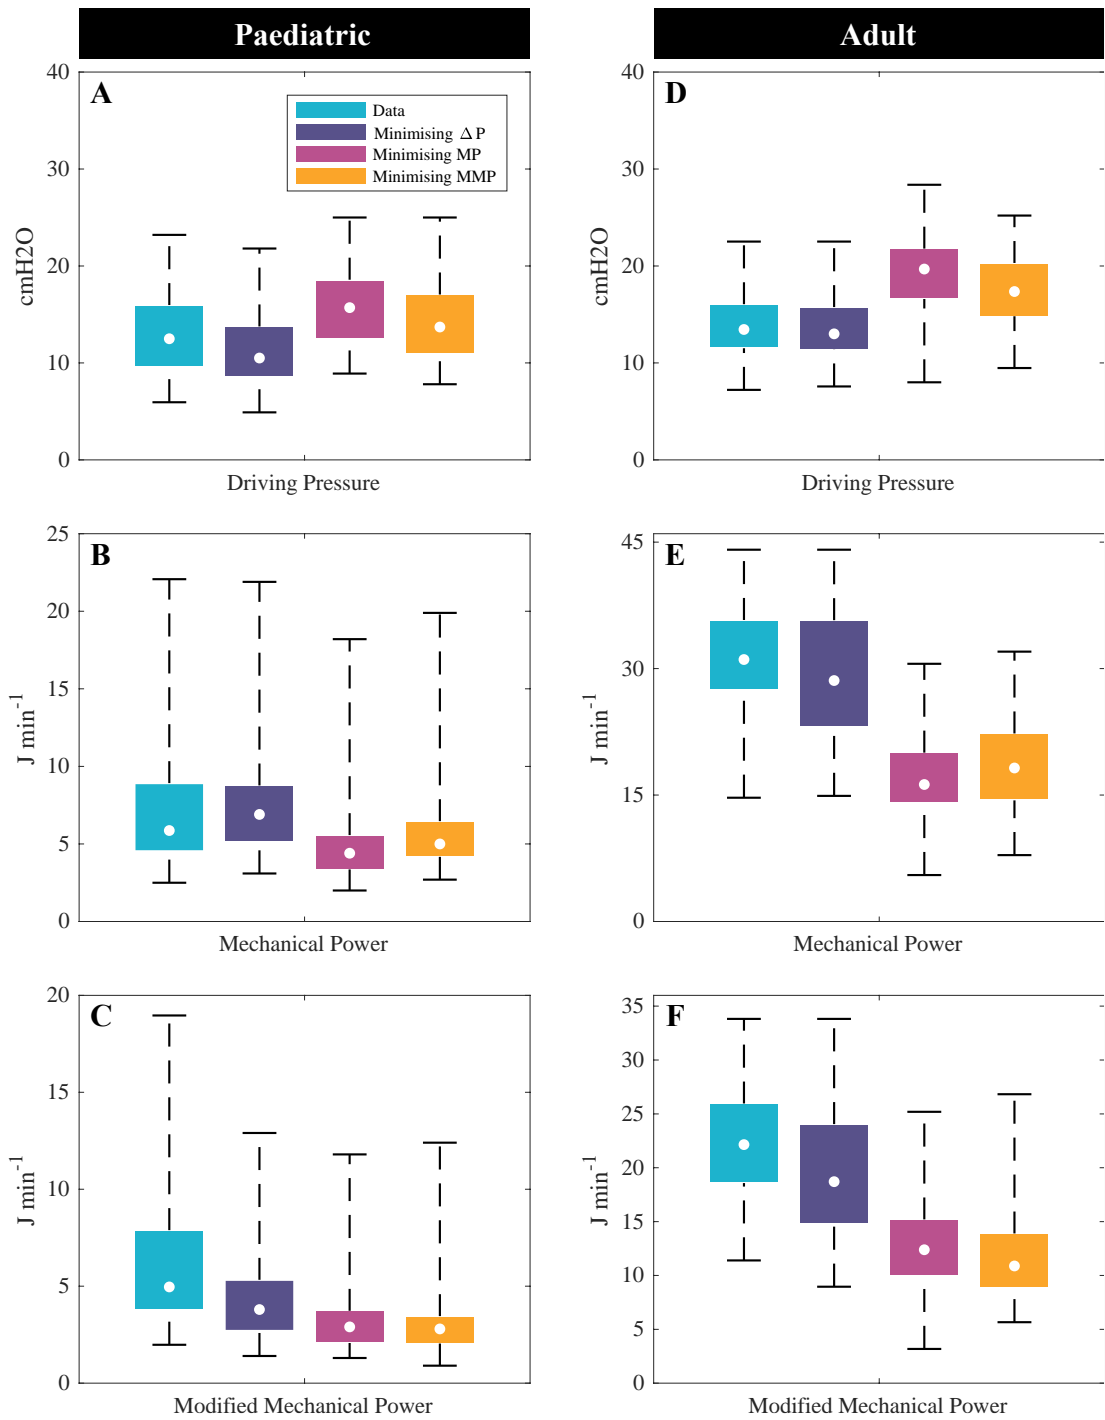 Paediatric
A
Data
Minimising Δ P
Minimising MP
Minimising MMP
40
30
20
10
0
cmH2O
Driving Pressure
B
25
20
15
10
5
0
J min-1
Mechanical Power
C
20
15
10
5
0
J min-1
Modified Mechanical Power
Adult
D
40
30
20
10
0
cmH2O
Driving Pressure
E
45
30
15
0
J min-1
Mechanical Power
F
35
30
25
20
15
10
5
0
J min-1
Modified Mechanical Power